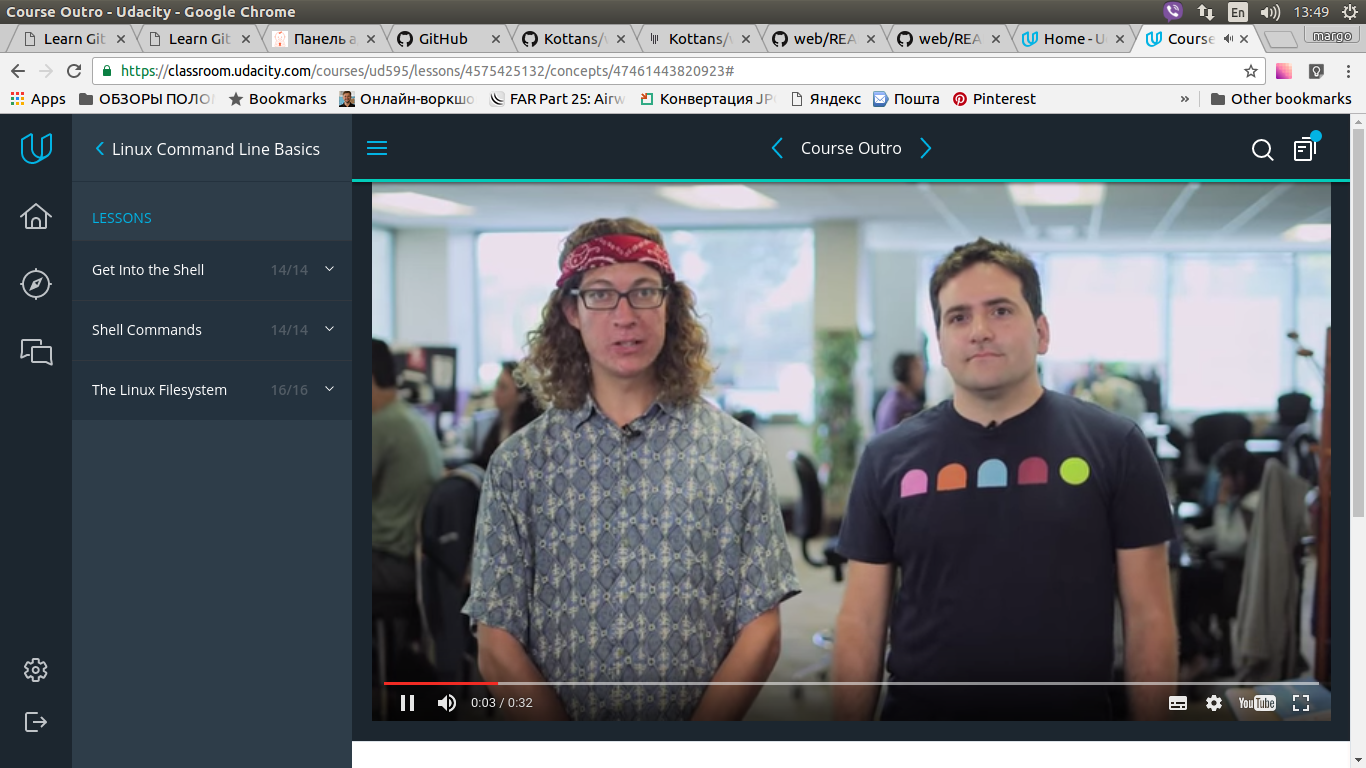 Course Outro - Udacity - Google Chrome
En
13:49
Learn Git
Learn Git
Панель а
GitHub
Kottans/
Kottans/
web/REA
web/REA
Home - U
Course
margo
https://classroom.udacity.com/courses/ud595/lessons/4575425132/concepts/47461443820923#
Apps
ОБЗОРЫ ПОЛО
Bookmarks
Онлайн-воркшо
FAR Part 25: Airw
Конвертация JP
Яндекс
Пошта
Pinterest
»
Other bookmarks
Linux Command Line Basics
Course Outro
LESSONS
Get Into the Shell 14/14
Shell Commands 14/14
The Linux Filesystem 16/16
0:03 / 0:32
YouTube